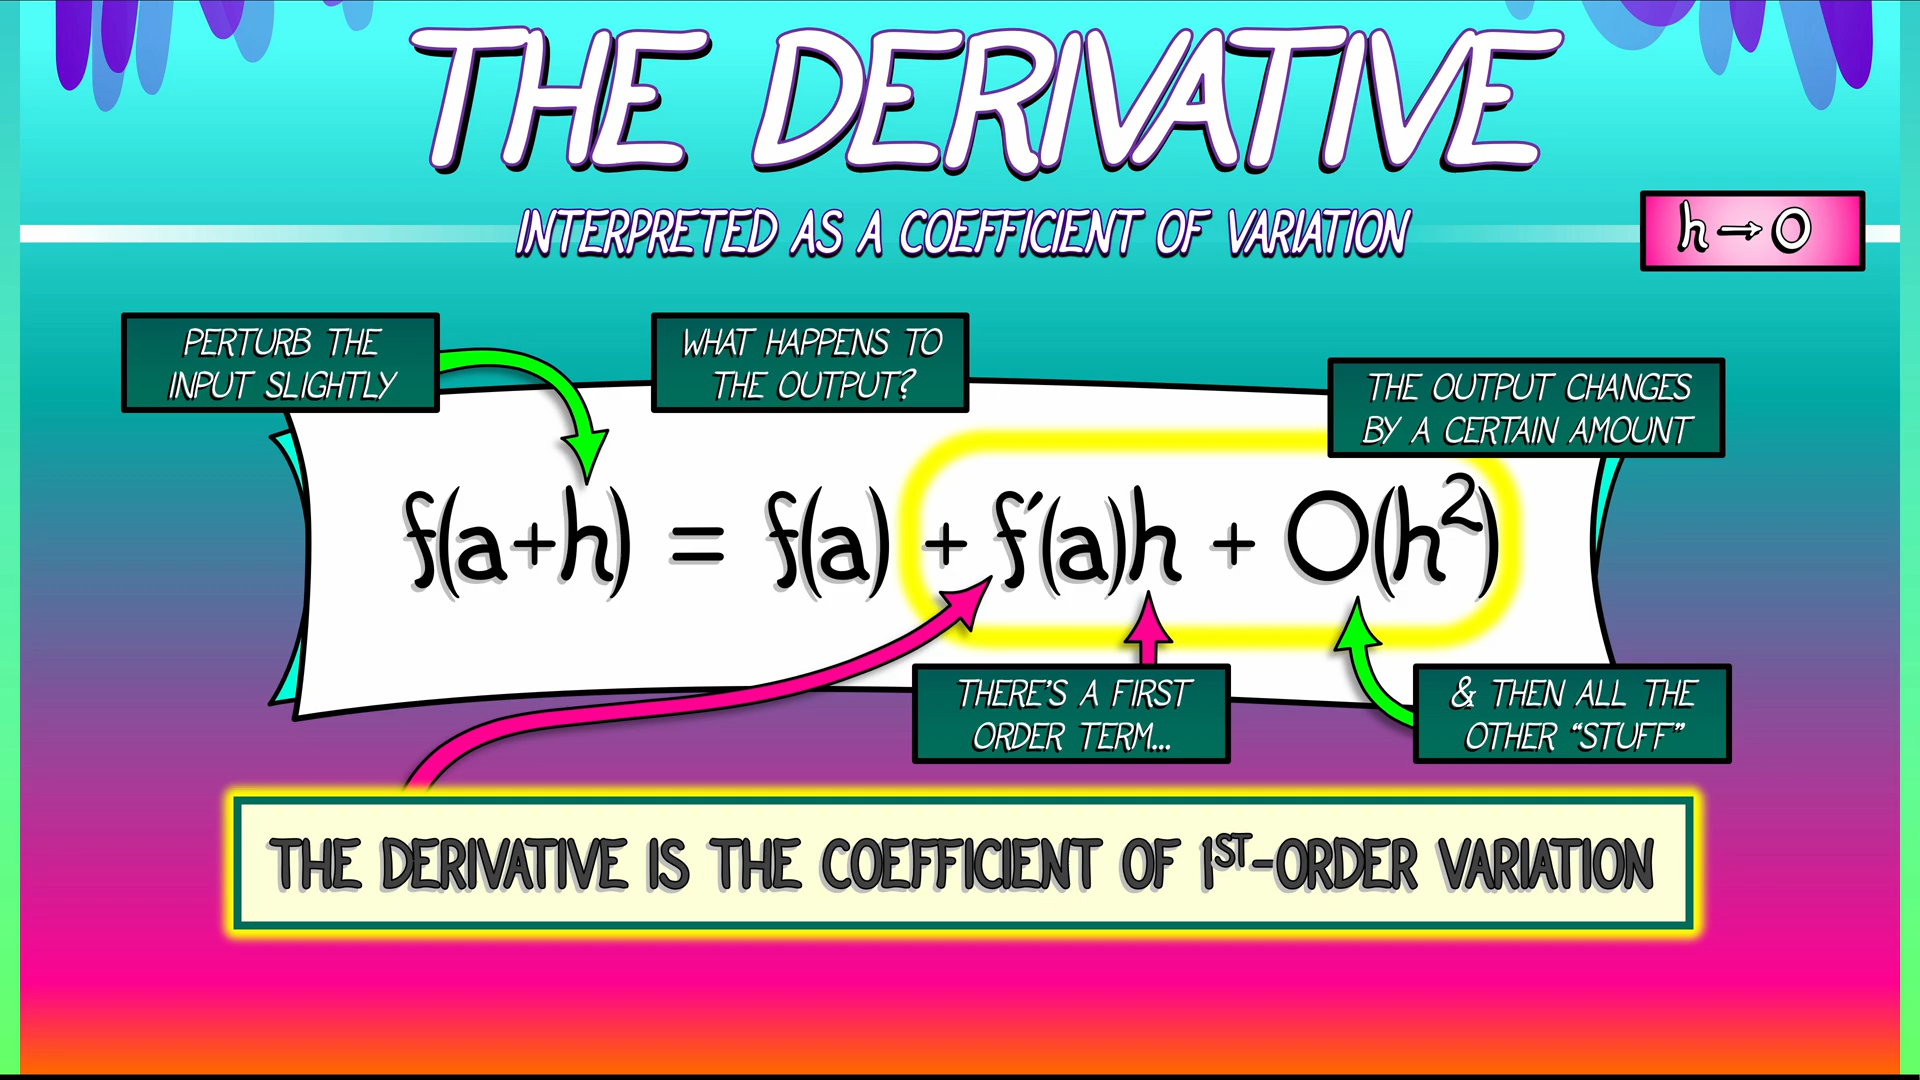 THE DERIVATIVE
INTERPRETED AS A COEFFICIENT OF VARIATION
h→0
PERTURB THE
INPUT SLIGHTLY
WHAT HAPPENS TO
THE OUTPUT?
THE OUTPUT CHANGES
BY A CERTAIN AMOUNT
f(a+h) = f(a) + f′(a)h + O(h²)
THERE'S A FIRST
ORDER TERM...
& THEN ALL THE
OTHER “STUFF”
THE DERIVATIVE IS THE COEFFICIENT OF 1ST-ORDER VARIATION